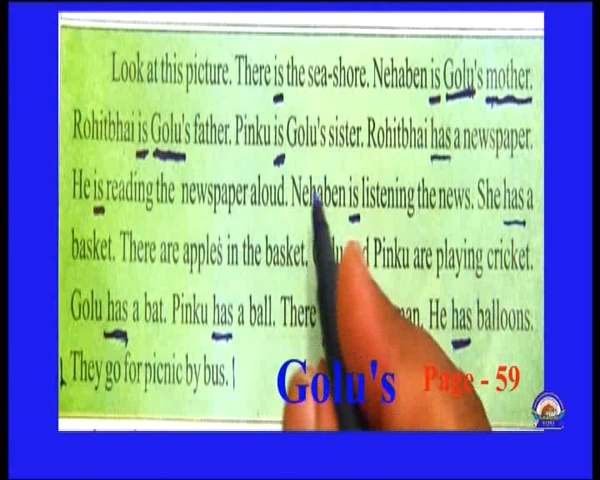 Look at this picture. There is the sea-shore. Nehaben is Golu's mother.
Rohitbhai is Golu's father. Pinku is Golu's sister. Rohitbhai has a newspaper.
He is reading the newspaper aloud. Nehaben is listening the news. She has a
basket. There are apples in the basket. Pinku are playing cricket.
Golu has a bat. Pinku has a ball. There man. He has balloons.
They go for picnic by bus.
Golu's Page - 59